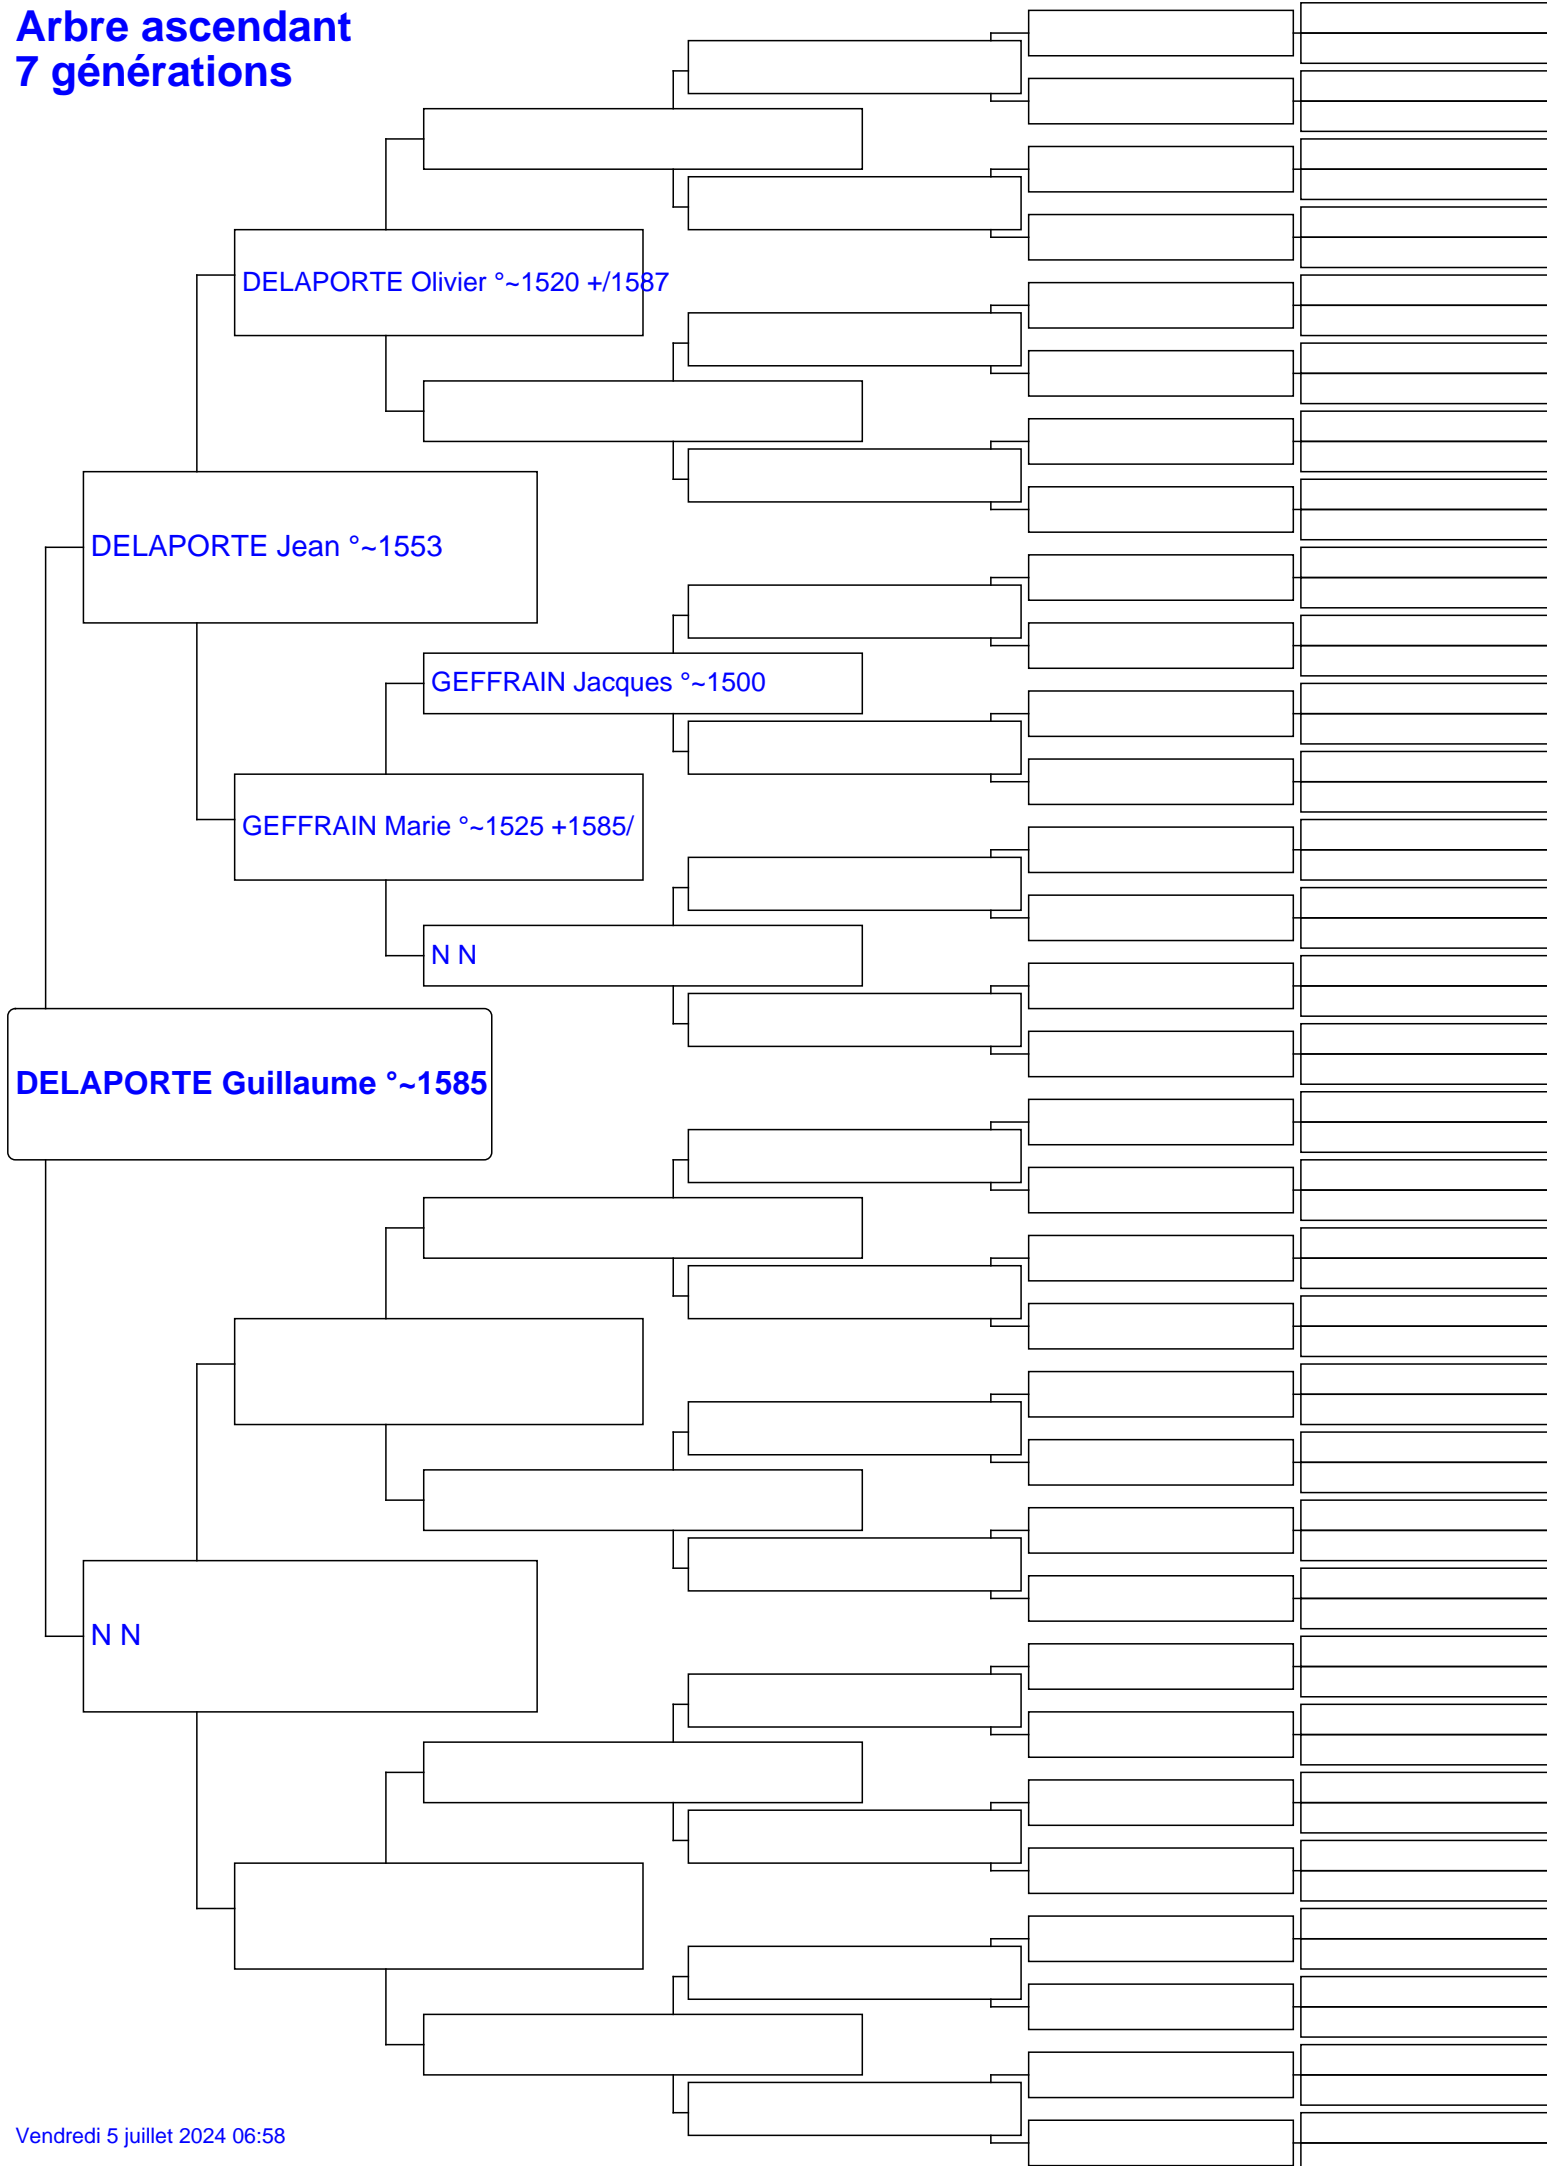 Arbre ascendant
7 générations
DELAPORTE Olivier °~1520 +/1587
DELAPORTE Jean °~1553
GEFFRAIN Jacques °~1500
GEFFRAIN Marie °~1525 +1585/
N N
DELAPORTE Guillaume °~1585
N N
Vendredi 5 juillet 2024 06:58